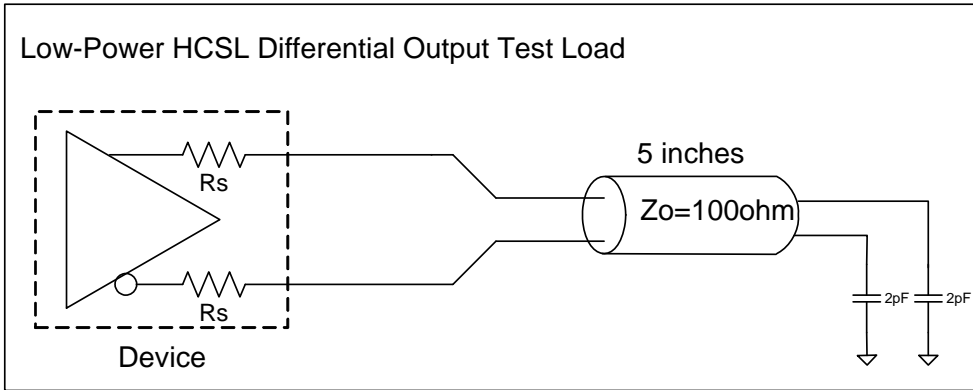 Low-Power HCSL Differential Output Test Load
Rs
5 inches
Zo=100ohm
Rs
2pF
2pF
Device